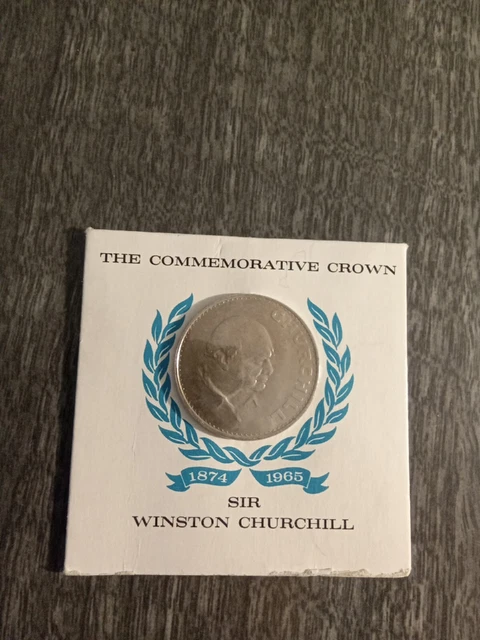 THE COMMEMORATIVE CROWN
CHURCHILL
1874 1965
SIR
WINSTON CHURCHILL